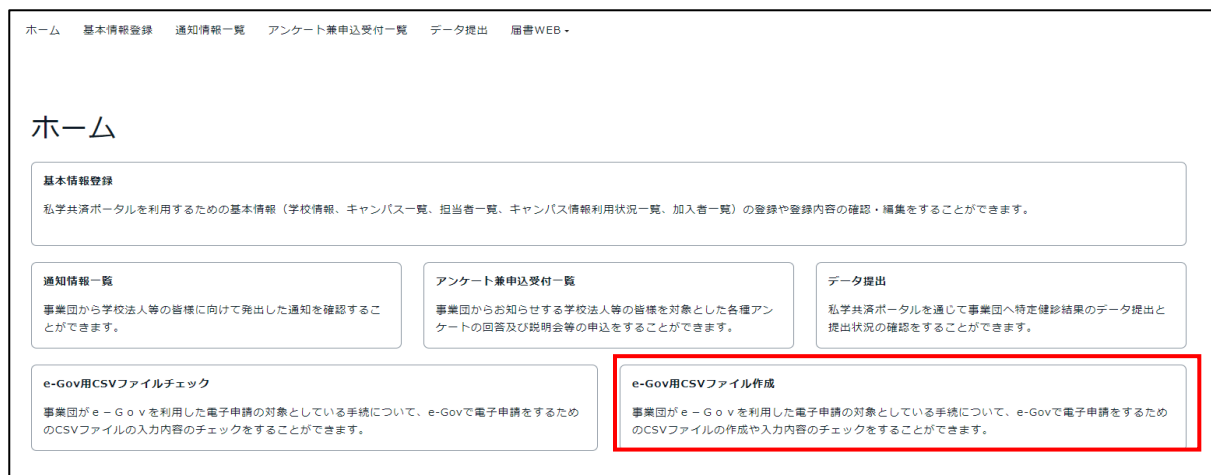 ホーム 基本情報登録 通知情報一覧 アンケート兼申込受付一覧 データ提出 届書WEB
ホーム
基本情報登録
私学共済ポータルを利用するための基本情報（学校情報、キャンパス一覧、担当者一覧、キャンパス情報利用状況一覧、加入者一覧）の登録や登録内容の確認・編集をすることができます。
通知情報一覧
事業団から学校法人等の皆様に向けて発出した通知を確認するこ
とができます。
アンケート兼申込受付一覧
事業団からお知らせする学校法人等の皆様を対象とした各種アン
ケートの回答及び説明会等の申込をすることができます。
データ提出
私学共済ポータルを通じて事業団へ特定健診結果のデータ提出と
提出状況の確認をすることができます。
e-Gov用CSVファイルチェック
事業団がｅ－Ｇｏｖを利用した電子申請の対象としている手続について、e-Govで電子申請をするため
のCSVファイルの入力内容のチェックをすることができます。
e-Gov用CSVファイル作成
事業団がｅ－Ｇｏｖを利用した電子申請の対象としている手続について、e-Govで電子申請をするため
のCSVファイルの作成や入力内容のチェックをすることができます。